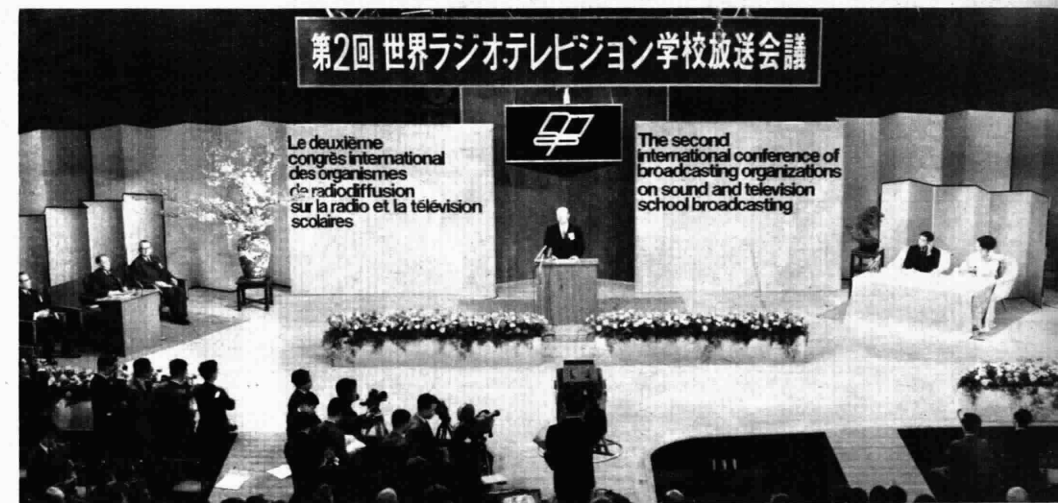 第2回 世界ラジオ・テレビジョン学校放送会議
Le deuxième
congrès international
des organismes
de radiodiffusion
sur la radio et la télévision
scolaires
The second
international conference of
broadcasting organizations
on sound and television
school broadcasting